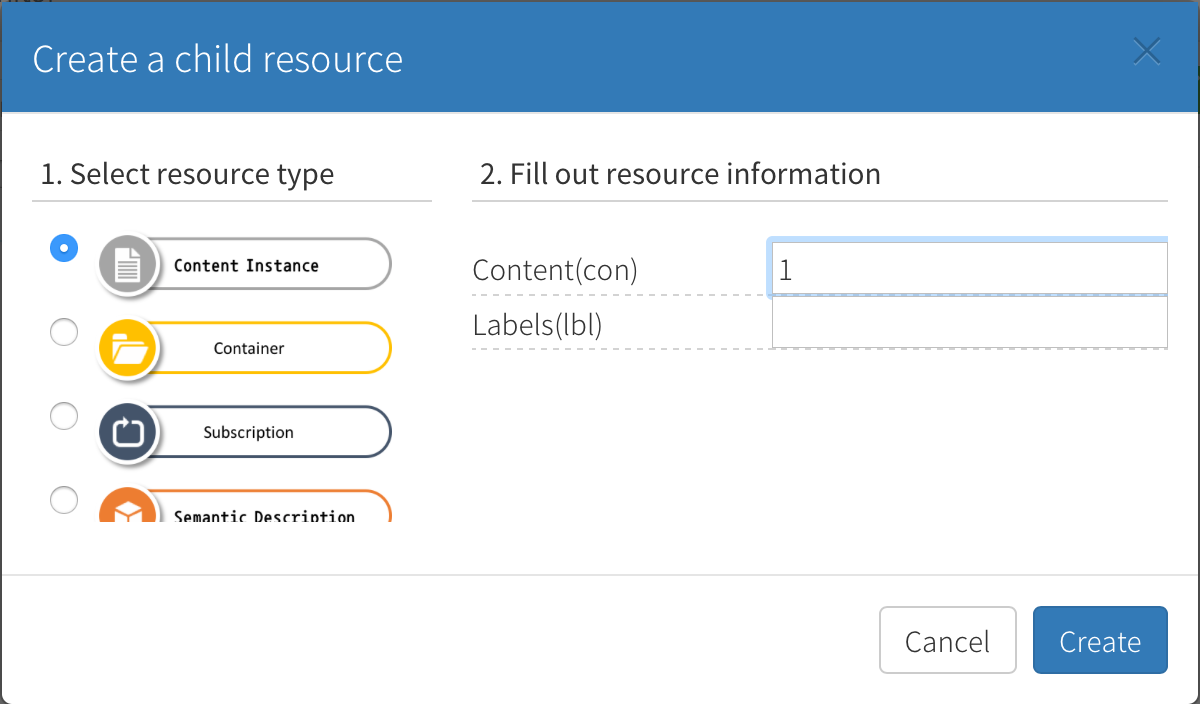 Create a child resource
1. Select resource type
Content Instance
Container
Subscription
Semantic Description
2. Fill out resource information
Content(con)
1
Labels(lbl)
Cancel
Create